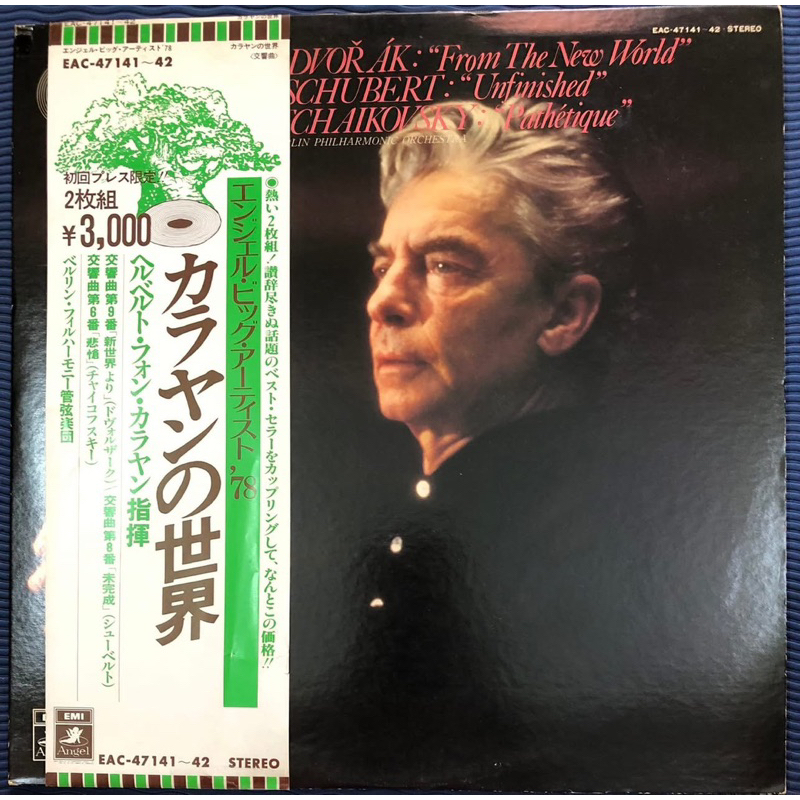 EAC-47141~42
エンジェル・ビッグ・アーティスト'78
カラヤンの世界
〈交響曲〉
EAC-47141~42
初回プレス限定!!
2枚組
¥3,000
●熱い2枚組!讃辞尽きぬ話題のベスト・セラーをカップリングして、なんとこの価格!!
エンジェル・ビッグ・アーティスト'78
カラヤンの世界
ヘルベルト・フォン・カラヤン指揮
交響曲第9番「新世界より」(ドヴォルザーク)/交響曲第8番「未完成」(シューベルト)
交響曲第6番「悲愴」(チャイコフスキー)
ベルリン・フィルハーモニー管弦楽団
EMI
Angel
EAC-47141~42 STEREO
EAC-47141~42・STEREO
DVOŘÁK: "From The New World"
SCHUBERT: "Unfinished"
TCHAIKOVSKY: "Pathétique"
LIN PHILHARMONIC ORCHESTRA